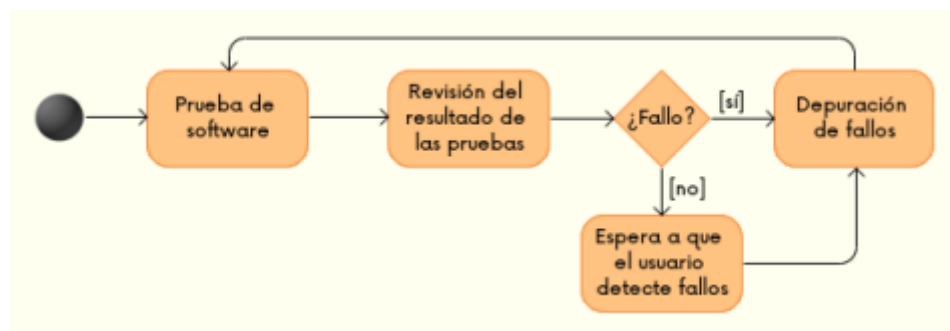 Prueba de
software
Revisión del
resultado de
las pruebas
¿Fallo?
[sí]
Depuración
de fallos
[no]
Espera a que
el usuario
detecte fallos